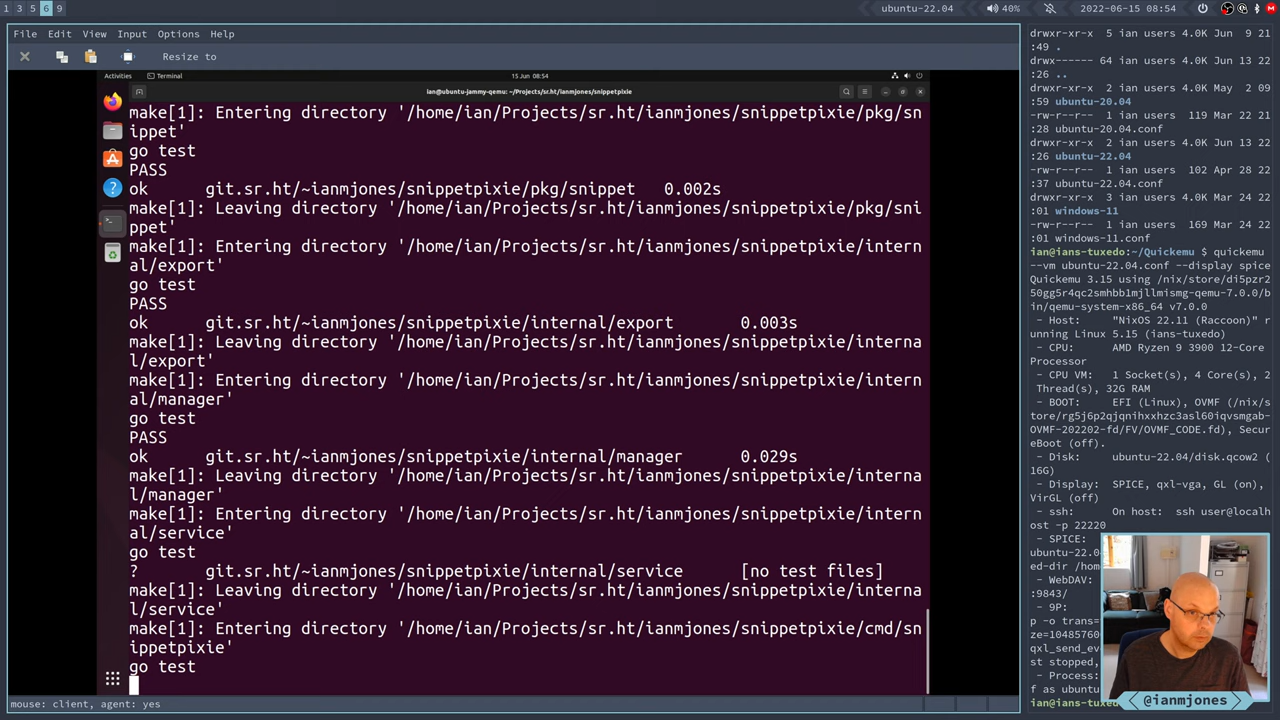 1 3 5 6 9
ubuntu-22.04
40%
2022-06-15 08:54
File Edit View Input Options Help
Resize to
Activities Terminal 15 Jun 08:54
ian@ubuntu-jammy-qemu: ~/Projects/sr.ht/ianmjones/snippetpixie
make[1]: Entering directory '/home/ian/Projects/sr.ht/ianmjones/snippetpixie/pkg/sn
ippet'
go test
PASS
ok git.sr.ht/~ianmjones/snippetpixie/pkg/snippet 0.002s
make[1]: Leaving directory '/home/ian/Projects/sr.ht/ianmjones/snippetpixie/pkg/sni
ppet'
make[1]: Entering directory '/home/ian/Projects/sr.ht/ianmjones/snippetpixie/intern
al/export'
go test
PASS
ok git.sr.ht/~ianmjones/snippetpixie/internal/export 0.003s
make[1]: Leaving directory '/home/ian/Projects/sr.ht/ianmjones/snippetpixie/interna
l/export'
make[1]: Entering directory '/home/ian/Projects/sr.ht/ianmjones/snippetpixie/intern
al/manager'
go test
PASS
ok git.sr.ht/~ianmjones/snippetpixie/internal/manager 0.029s
make[1]: Leaving directory '/home/ian/Projects/sr.ht/ianmjones/snippetpixie/interna
l/manager'
make[1]: Entering directory '/home/ian/Projects/sr.ht/ianmjones/snippetpixie/intern
al/service'
go test
? git.sr.ht/~ianmjones/snippetpixie/internal/service [no test files]
make[1]: Leaving directory '/home/ian/Projects/sr.ht/ianmjones/snippetpixie/interna
l/service'
make[1]: Entering directory '/home/ian/Projects/sr.ht/ianmjones/snippetpixie/cmd/sn
ippetpixie'
go test
mouse: client, agent: yes
drwxr-xr-x 5 ian users 4.0K Jun 9 21
:49 .
drwx------ 64 ian users 4.0K Jun 13 22
:26 ..
drwxr-xr-x 2 ian users 4.0K May 2 09
:59 ubuntu-20.04
-rw-r--r-- 1 ian users 119 Mar 22 21
:28 ubuntu-20.04.conf
drwxr-xr-x 2 ian users 4.0K Jun 13 22
:26 ubuntu-22.04
-rw-r--r-- 1 ian users 102 Apr 28 22
:37 ubuntu-22.04.conf
drwxr-xr-x 3 ian users 4.0K Mar 24 22
:01 windows-11
-rw-r--r-- 1 ian users 169 Mar 24 22
:01 windows-11.conf
ian@ians-tuxedo:~/Quickemu $ quickemu
--vm ubuntu-22.04.conf --display spice
Quickemu 3.15 using /nix/store/di5pzr2
50gg5r4qc2smhbb1mjllmismg-qemu-7.0.0/b
in/qemu-system-x86_64 v7.0.0
- Host: "NixOS 22.11 (Raccoon)" r
unning Linux 5.15 (ians-tuxedo)
- CPU: AMD Ryzen 9 3900 12-Core
Processor
- CPU VM: 1 Socket(s), 4 Core(s), 2
Thread(s), 32G RAM
- BOOT: EFI (Linux), OVMF (/nix/s
tore/rg5j6p2qjqnihxxhzc3asl60iqvsmgab-
OVMF-202202-fd/FV/OVMF_CODE.fd), Secur
eBoot (off).
- Disk: ubuntu-22.04/disk.qcow2 (
16G)
- Display: SPICE, qxl-vga, GL (on),
VirGL (off)
- ssh: On host: ssh user@localh
ost -p 22220
- SPICE:
ubuntu-22.04
ed-dir /hom
- WebDAV:
:9843/
- 9P:
p -o trans=
ze=10485760
qxl_send_ev
st stopped,
- Process:
f as ubuntu
ian@ians-tuxedo
@ianmjones